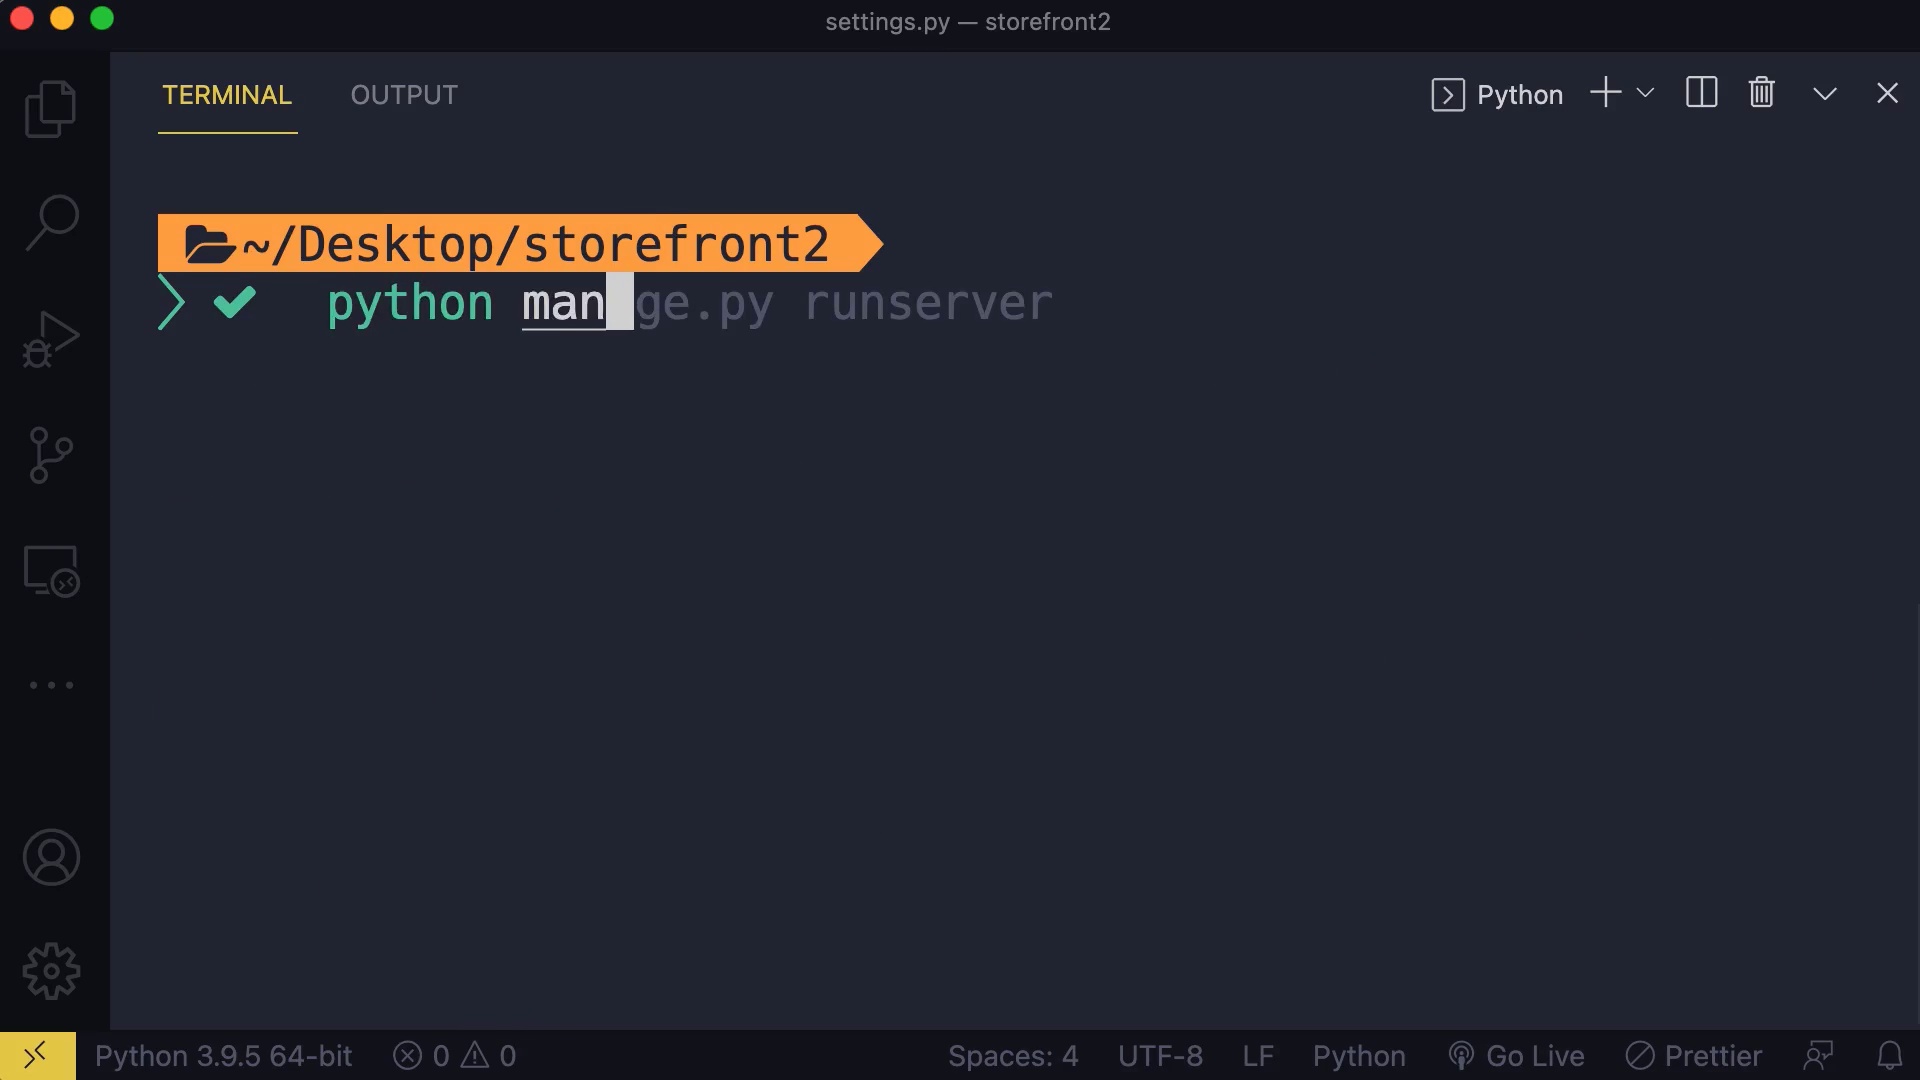 settings.py — storefront2
TERMINAL OUTPUT Python
~/Desktop/storefront2
python manage.py runserver
Python 3.9.5 64-bit 0 0 Spaces: 4 UTF-8 LF Python Go Live Prettier